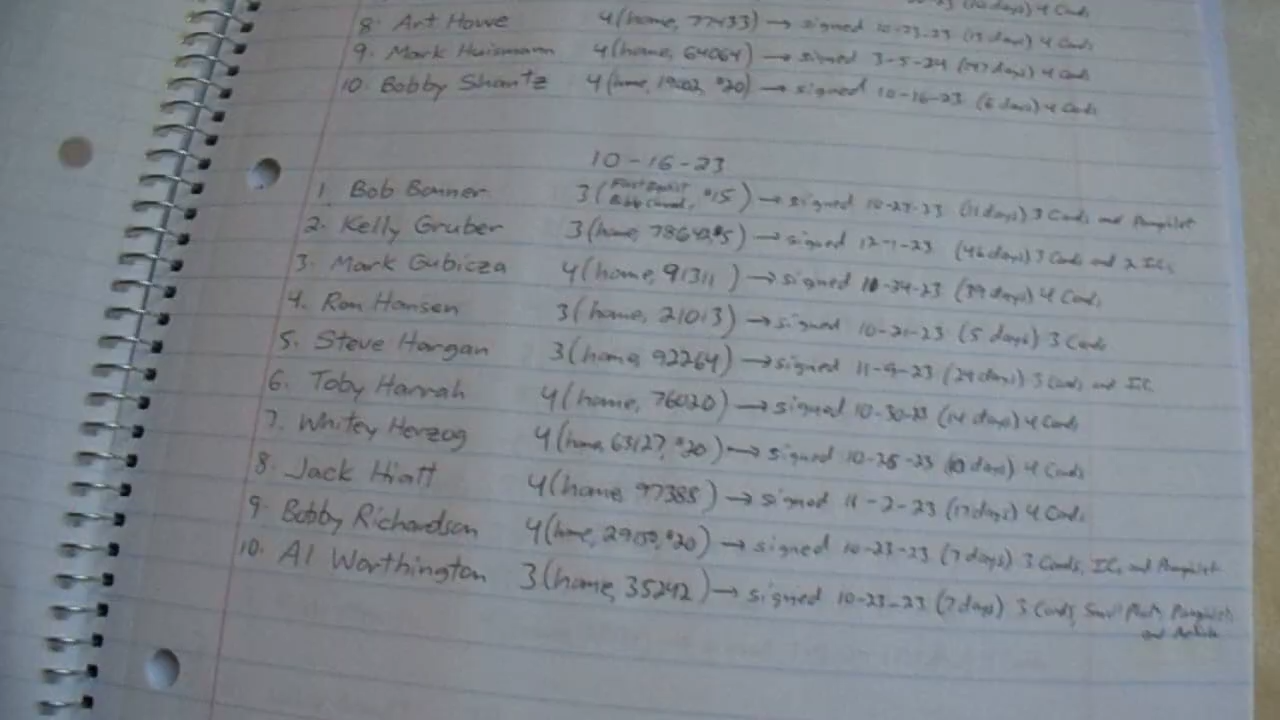 days) 4 Cards
8. Art Howe 4 (home, 77433) → signed 10-23-23 (13 days) 4 Cards
9. Mark Huismann 4 (home, 64064) → signed 3-5-24 (147 days) 4 Cards
10. Bobby Shantz 4 (home, 19002, $20) → signed 10-16-23 (6 days) 4 Cards
10-16-23
1. Bob Bonner 3 (First Baptist Bible Church, $15) → signed 10-27-23 (11 days) 3 Cards and Pamphlet
2. Kelly Gruber 3 (home, 78642, $5) → signed 12-1-23 (46 days) 3 Cards and 2 ICs
3. Mark Gubicza 4 (home, 91311) → signed -24-23 (39 days) 4 Cards
4. Ron Hansen 3 (home, 21013) → signed 10-21-23 (5 days) 3 Cards
5. Steve Hargan 3 (home, 92264) → signed 11-9-23 (24 days) 3 Cards and IC
6. Toby Harrah 4 (home, 76020) → signed 10-30-23 (14 days) 4 Cards
7. Whitey Herzog 4 (home, 63127, $20) → signed 10-26-23 (10 days) 4 Cards
8. Jack Hiatt 4 (home, 97385) → signed 11-2-23 (17 days) 4 Cards
9. Bobby Richardson 4 (home, 29150, $20) → signed 10-23-23 (7 days) 3 Cards, IC, and Pamphlet
10. Al Worthington 3 (home, 35242) → signed 10-23-23 (7 days) 3 Cards, Small Photo, Pamphlets
and Article